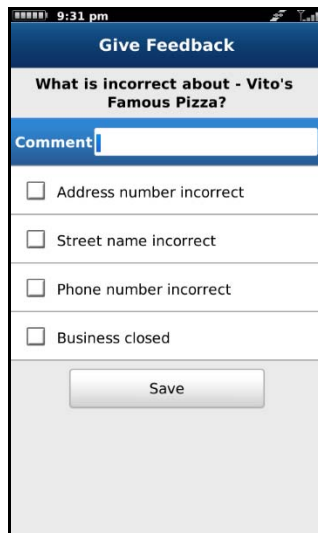 9:31 pm
Give Feedback
What is incorrect about - Vito's
Famous Pizza?
Comment
Address number incorrect
Street name incorrect
Phone number incorrect
Business closed
Save